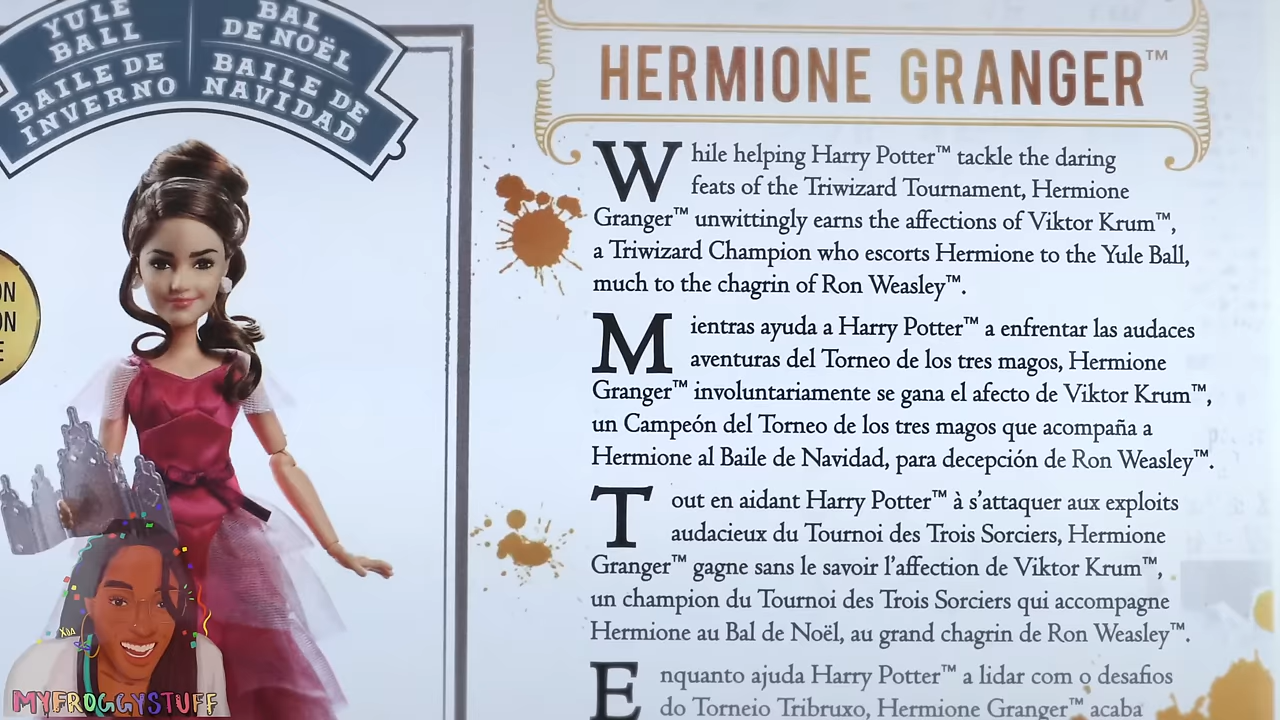 YULE
BALL
BAILE DE
INVERNO
BAL
DE NOËL
BAILE DE
NAVIDAD
ON
ON
E
HERMIONE GRANGER™
While helping Harry Potter™ tackle the daring
feats of the Triwizard Tournament, Hermione
Granger™ unwittingly earns the affections of Viktor Krum™,
a Triwizard Champion who escorts Hermione to the Yule Ball,
much to the chagrin of Ron Weasley™.
Mientras ayuda a Harry Potter™ a enfrentar las audaces
aventuras del Torneo de los tres magos, Hermione
Granger™ involuntariamente se gana el afecto de Viktor Krum™,
un Campeón del Torneo de los tres magos que acompaña a
Hermione al Baile de Navidad, para decepción de Ron Weasley™.
Tout en aidant Harry Potter™ à s'attaquer aux exploits
audacieux du Tournoi des Trois Sorciers, Hermione
Granger™ gagne sans le savoir l'affection de Viktor Krum™,
un champion du Tournoi des Trois Sorciers qui accompagne
Hermione au Bal de Noël, au grand chagrin de Ron Weasley™.
Enquanto ajuda Harry Potter™ a lidar com o desafios
do Torneio Tribruxo, Hermione Granger™ acaba
MYFROGGYSTUFF